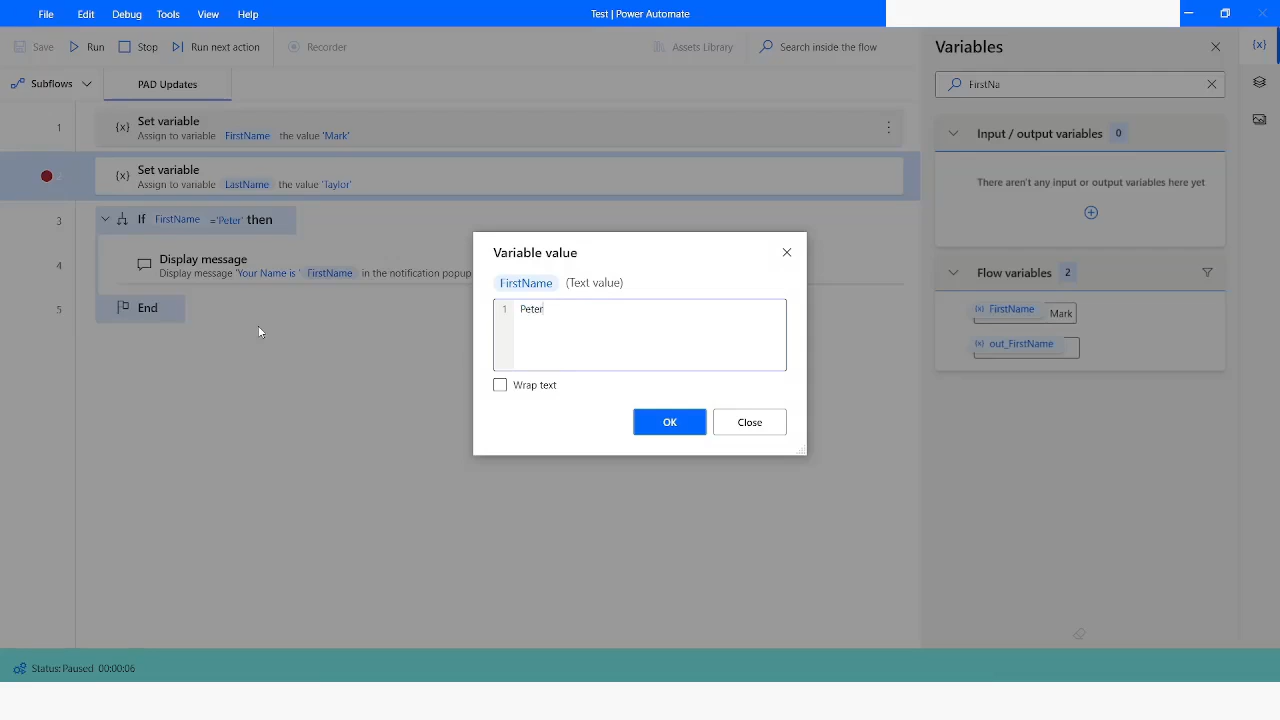 File Edit Debug Tools View Help Test | Power Automate
Save Run Stop Run next action Recorder Assets Library Search inside the flow
Subflows PAD Updates
1
Set variable
Assign to variable FirstName the value 'Mark'
2
Set variable
Assign to variable LastName the value 'Taylor'
3
If FirstName ='Peter' then
4
Display message
Display message 'Your Name is ' FirstName in the notification popup
5
End
Variable value
FirstName (Text value)
1 Peter
Wrap text
OK Close
Variables
FirstNa
Input / output variables 0
There aren't any input or output variables here yet
Flow variables 2
(x) FirstName Mark
(x) out_FirstName
{x}
Status: Paused 00:00:06